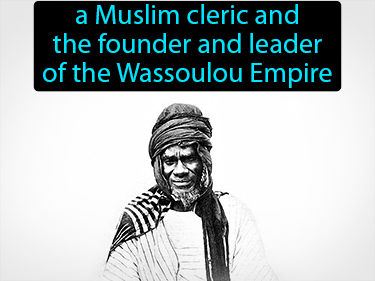 a Muslim cleric and
the founder and leader
of the Wassoulou Empire